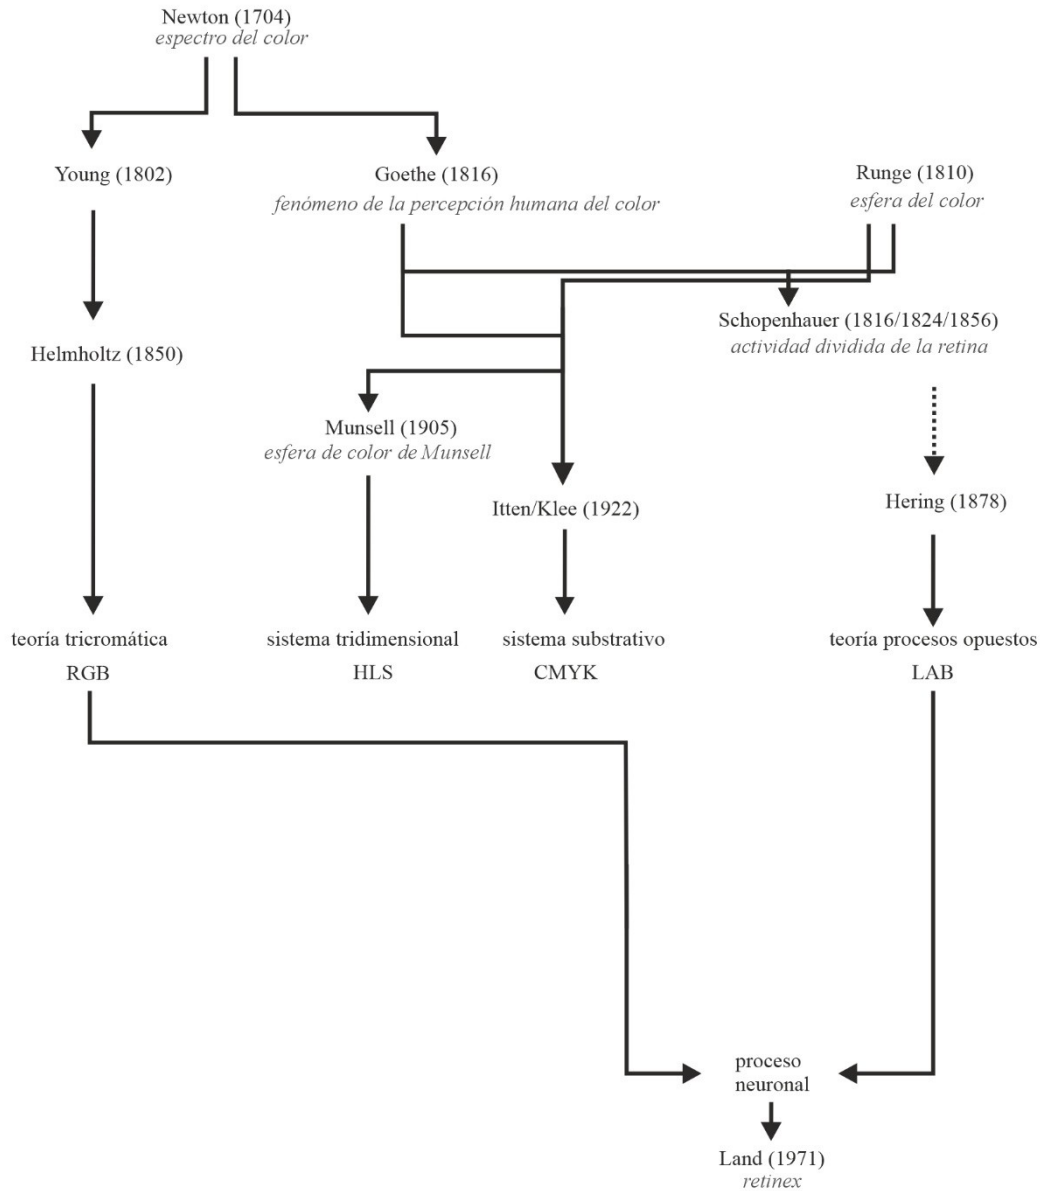 Newton (1704)
espectro del color
Young (1802)
Goethe (1816)
fenómeno de la percepción humana del color
Runge (1810)
esfera del color
Schopenhauer (1816/1824/1856)
actividad dividida de la retina
Helmholtz (1850)
Munsell (1905)
esfera de color de Munsell
Itten/Klee (1922)
Hering (1878)
teoría tricromática
RGB
sistema tridimensional
HLS
sistema substrativo
CMYK
teoría procesos opuestos
LAB
proceso
neuronal
Land (1971)
retinex